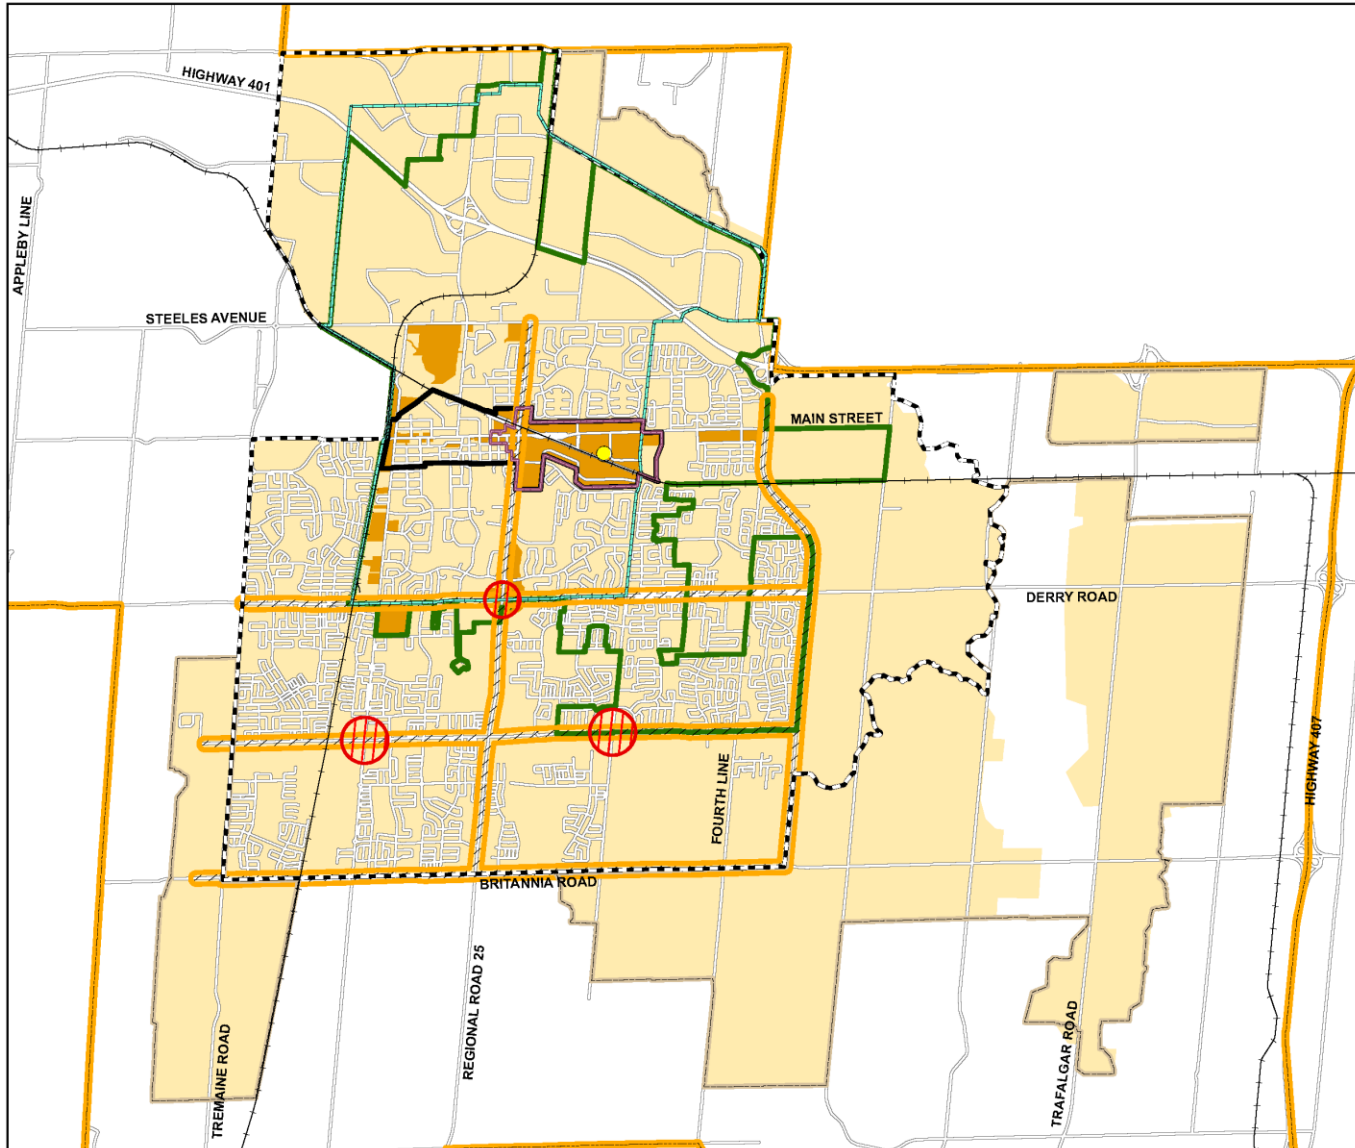 HIGHWAY 401
APPLEBY LINE
STEELES AVENUE
MAIN STREET
DERRY ROAD
HIGHWAY 407
FOURTH LINE
BRITANNIA ROAD
REGIONAL ROAD 25
TREMAINE ROAD
TRAFALGAR ROAD